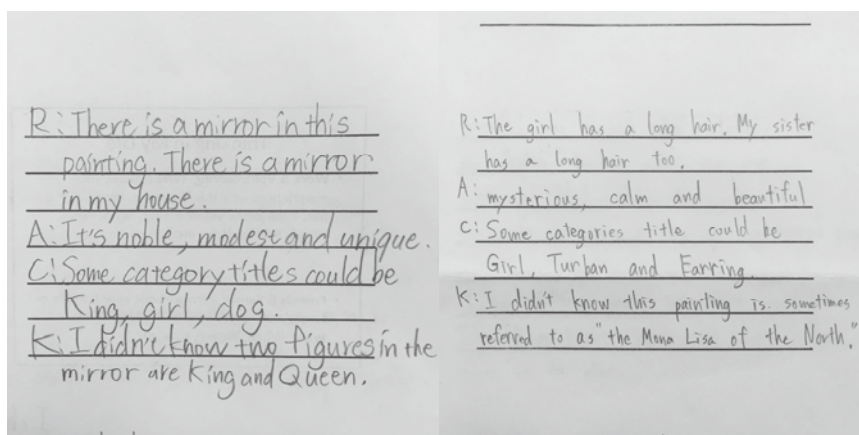 R: There is a mirror in this
painting. There is a mirror
in my house.
A: It's noble, modest and unique.
C: Some category titles could be
King, girl, dog.
K: I didn't know two figures in the
mirror are King and Queen.
R: The girl has a long hair. My sister
has a long hair too.
A: mysterious, calm and beautiful
C: Some categories title could be
Girl, Turban and Earring.
K: I didn't know this painting is sometimes
referred to as "the Mona Lisa of the North."